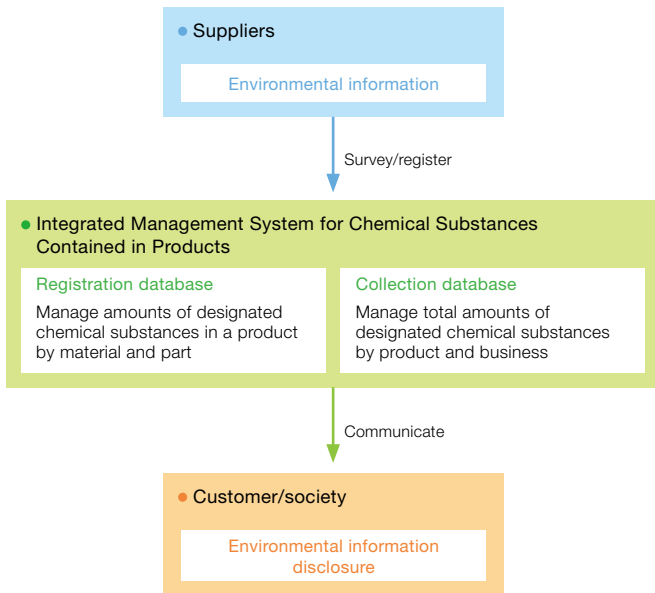 Suppliers
Environmental information
Survey/register
Integrated Management System for Chemical Substances
Contained in Products
Registration database
Manage amounts of designated
chemical substances in a product
by material and part
Collection database
Manage total amounts of
designated chemical substances
by product and business
Communicate
Customer/society
Environmental information
disclosure